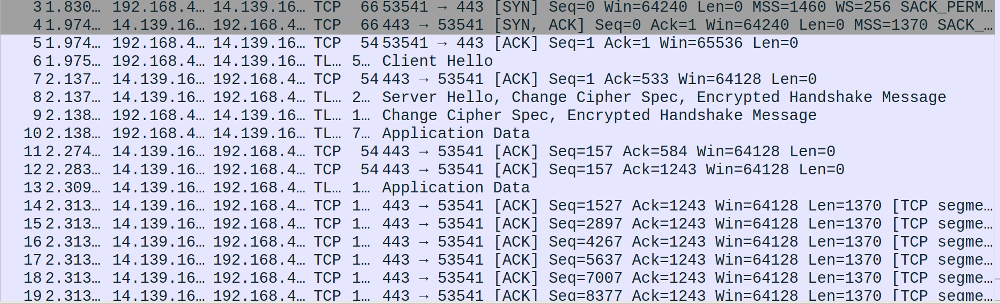 3 1.830… 192.168.4… 14.139.16… TCP 66 53541 → 443 [SYN] Seq=0 Win=64240 Len=0 MSS=1460 WS=256 SACK_PERM…
4 1.974… 14.139.16… 192.168.4… TCP 66 443 → 53541 [SYN, ACK] Seq=0 Ack=1 Win=64240 Len=0 MSS=1370 SACK_…
5 1.974… 192.168.4… 14.139.16… TCP 54 53541 → 443 [ACK] Seq=1 Ack=1 Win=65536 Len=0
6 1.975… 192.168.4… 14.139.16… TL… 5… Client Hello
7 2.137… 14.139.16… 192.168.4… TCP 54 443 → 53541 [ACK] Seq=1 Ack=533 Win=64128 Len=0
8 2.137… 14.139.16… 192.168.4… TL… 2… Server Hello, Change Cipher Spec, Encrypted Handshake Message
9 2.138… 192.168.4… 14.139.16… TL… 1… Change Cipher Spec, Encrypted Handshake Message
10 2.138… 192.168.4… 14.139.16… TL… 7… Application Data
11 2.274… 14.139.16… 192.168.4… TCP 54 443 → 53541 [ACK] Seq=157 Ack=584 Win=64128 Len=0
12 2.283… 14.139.16… 192.168.4… TCP 54 443 → 53541 [ACK] Seq=157 Ack=1243 Win=64128 Len=0
13 2.309… 14.139.16… 192.168.4… TL… 1… Application Data
14 2.313… 14.139.16… 192.168.4… TCP 1… 443 → 53541 [ACK] Seq=1527 Ack=1243 Win=64128 Len=1370 [TCP segme…
15 2.313… 14.139.16… 192.168.4… TCP 1… 443 → 53541 [ACK] Seq=2897 Ack=1243 Win=64128 Len=1370 [TCP segme…
16 2.313… 14.139.16… 192.168.4… TCP 1… 443 → 53541 [ACK] Seq=4267 Ack=1243 Win=64128 Len=1370 [TCP segme…
17 2.313… 14.139.16… 192.168.4… TCP 1… 443 → 53541 [ACK] Seq=5637 Ack=1243 Win=64128 Len=1370 [TCP segme…
18 2.313… 14.139.16… 192.168.4… TCP 1… 443 → 53541 [ACK] Seq=7007 Ack=1243 Win=64128 Len=1370 [TCP segme…
19 2.313… 14.139.16… 192.168.4… TCP 1… 443 → 53541 [ACK] Seq=8377 Ack=1243 Win=64128 Len=1370 [TCP segme…